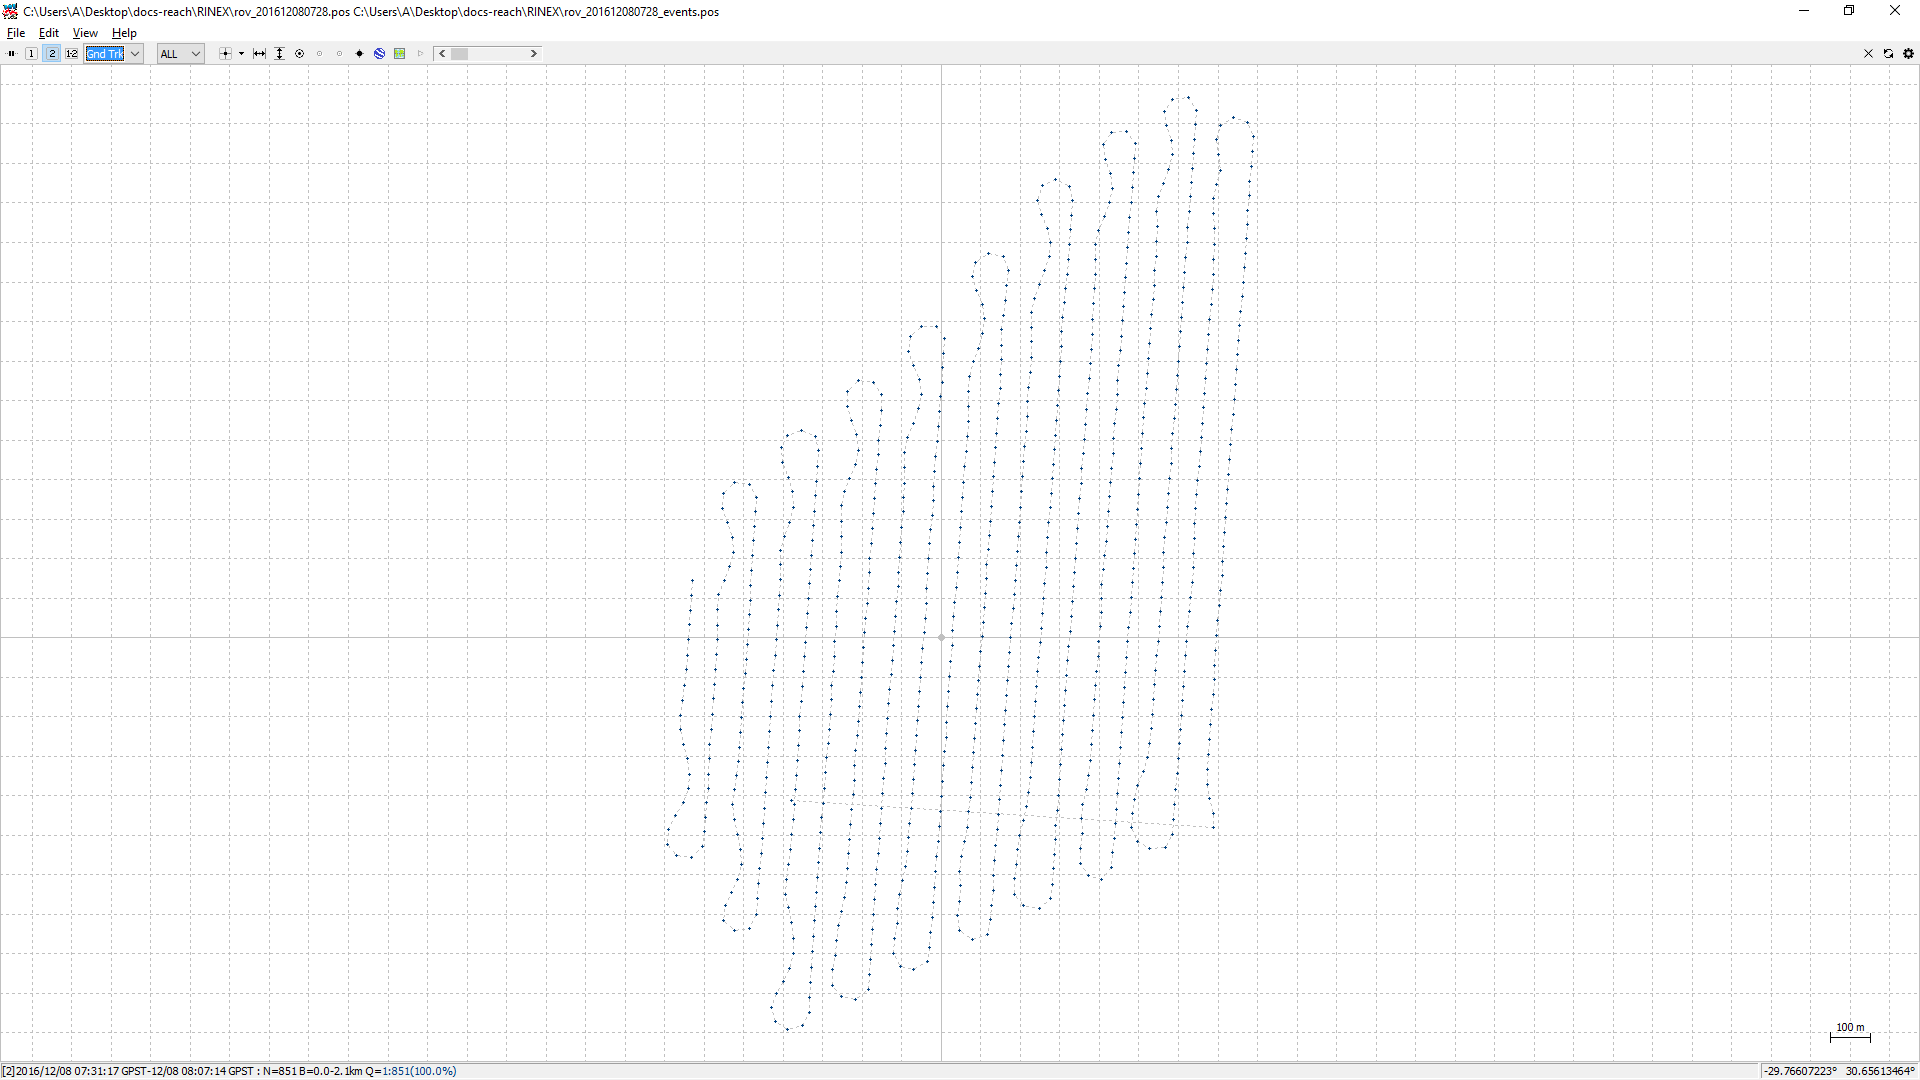 C:\Users\A\Desktop\docs-reach\RINEX\rov_201612080728.pos C:\Users\A\Desktop\docs-reach\RINEX\rov_201612080728_events.pos
File Edit View Help
1 2 1-2 Gnd Trk ALL
100 m
[2]2016/12/08 07:31:17 GPST-12/08 08:07:14 GPST : N=851 B=0.0-2.1km Q=1:851(100.0%) -29.76607223° 30.65613464°